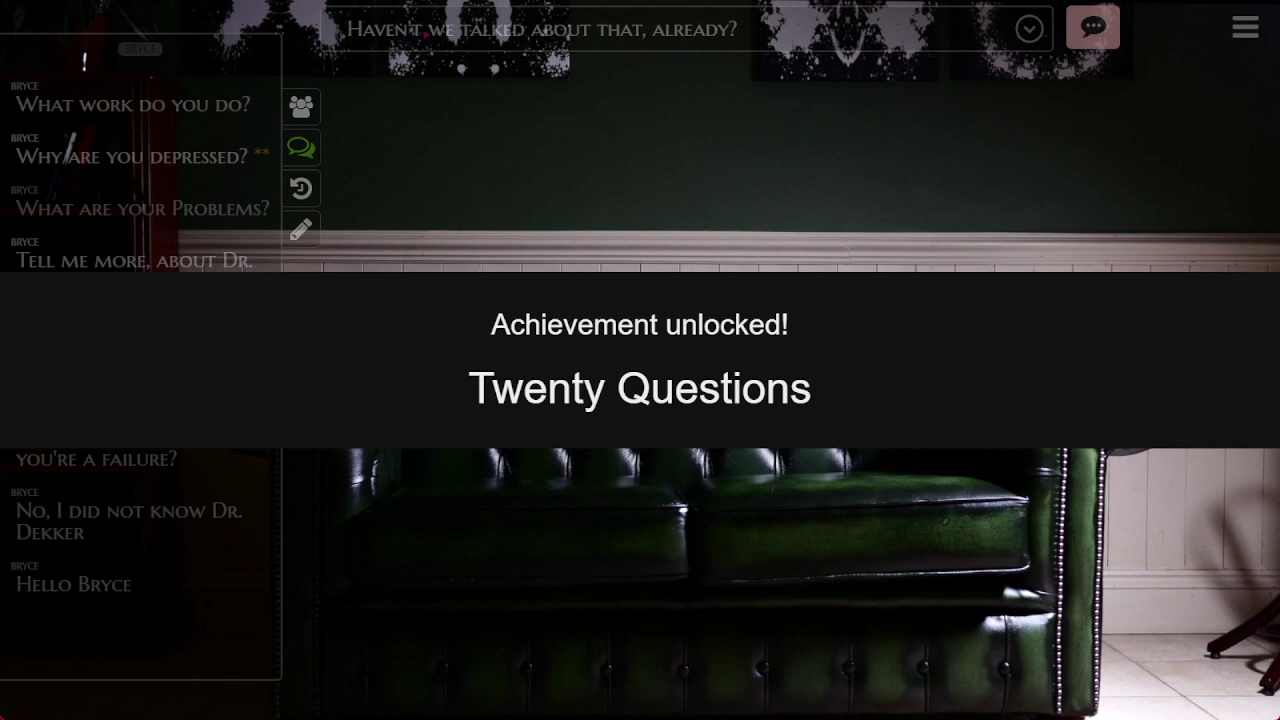 Haven't we talked about that, already?
BRYCE
BRYCE
What work do you do?
BRYCE
Why are you depressed? **
BRYCE
What are your Problems?
BRYCE
Tell me more, about Dr.
Achievement unlocked!
Twenty Questions
you're a failure?
BRYCE
No, I did not know Dr.
Dekker
BRYCE
Hello Bryce